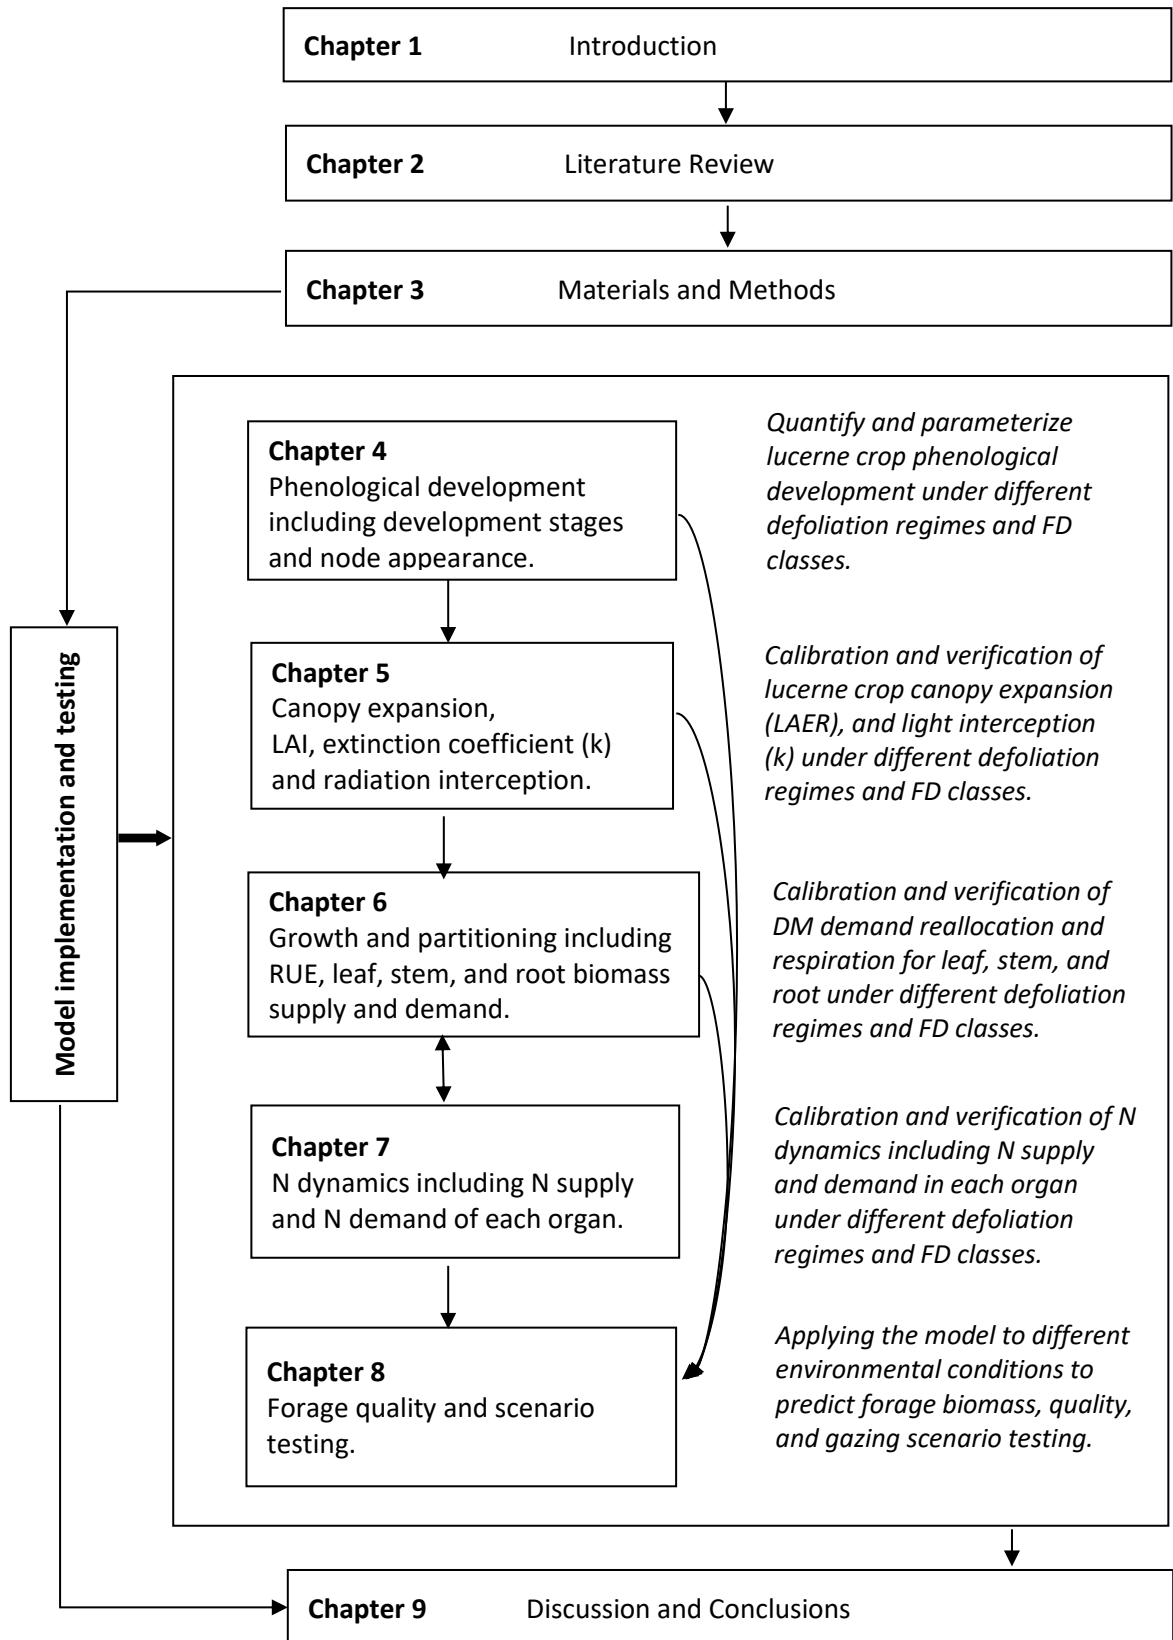 Chapter 1 Introduction
Chapter 2 Literature Review
Chapter 3 Materials and Methods
Model implementation and testing
Chapter 4
Phenological development
including development stages
and node appearance.
Quantify and parameterize
lucerne crop phenological
development under different
defoliation regimes and FD
classes.
Chapter 5
Canopy expansion,
LAI, extinction coefficient (k)
and radiation interception.
Calibration and verification of
lucerne crop canopy expansion
(LAER), and light interception
(k) under different defoliation
regimes and FD classes.
Chapter 6
Growth and partitioning including
RUE, leaf, stem, and root biomass
supply and demand.
Calibration and verification of
DM demand reallocation and
respiration for leaf, stem, and
root under different defoliation
regimes and FD classes.
Chapter 7
N dynamics including N supply
and N demand of each organ.
Calibration and verification of N
dynamics including N supply
and demand in each organ
under different defoliation
regimes and FD classes.
Chapter 8
Forage quality and scenario
testing.
Applying the model to different
environmental conditions to
predict forage biomass, quality,
and gazing scenario testing.
Chapter 9 Discussion and Conclusions